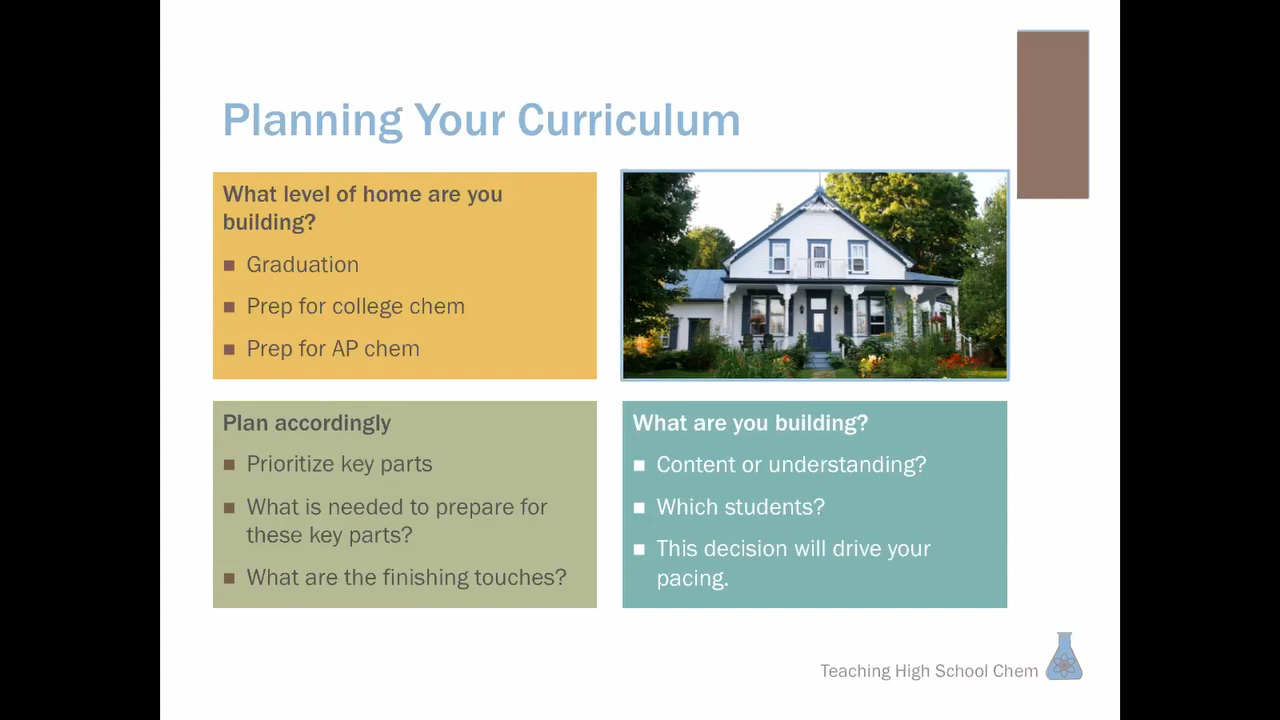 Planning Your Curriculum
What level of home are you
building?
Graduation
Prep for college chem
Prep for AP chem
Plan accordingly
Prioritize key parts
What is needed to prepare for
these key parts?
What are the finishing touches?
What are you building?
Content or understanding?
Which students?
This decision will drive your
pacing.
Teaching High School Chem